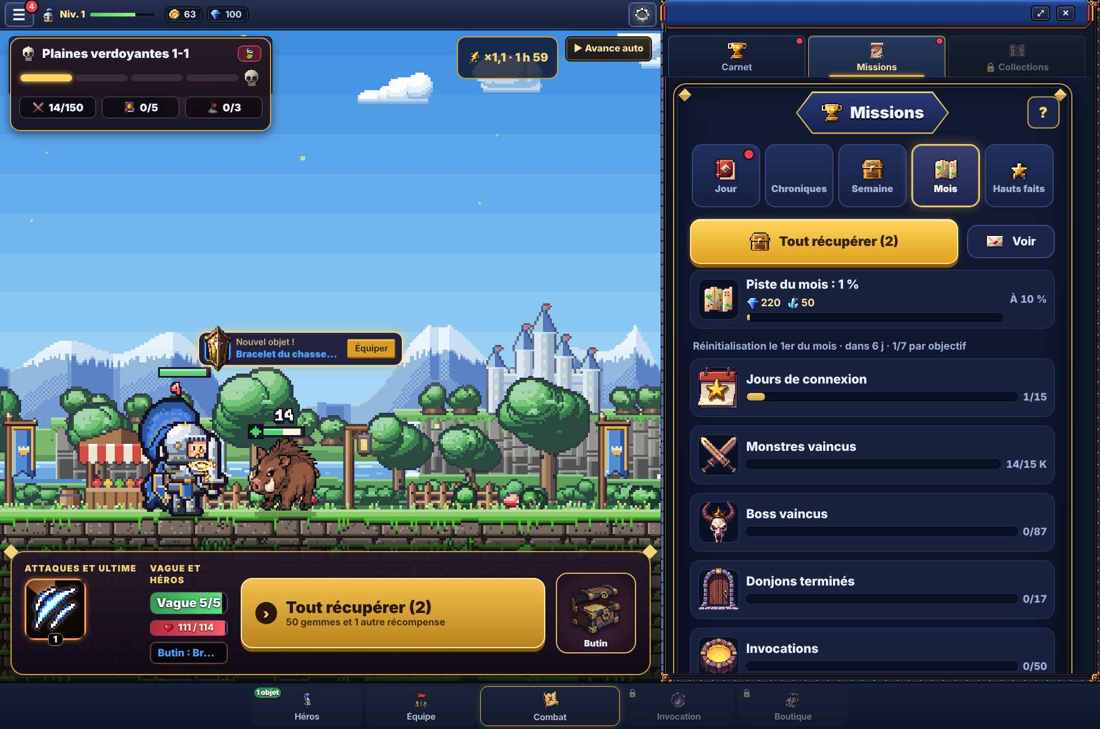 4
Niv. 1
63
100
Plaines verdoyantes 1-1
14/150
0/5
0/3
×1,1 · 1 h 59
Avance auto
Nouvel objet !
Bracelet du chasse...
Équiper
14
ATTAQUES ET ULTIME
1
VAGUE ET
HÉROS
Vague 5/5
111 / 114
Butin : Br...
Tout récupérer (2)
50 gemmes et 1 autre récompense
Butin
1 objet
Héros
Équipe
Combat
Invocation
Boutique
Carnet
Missions
Collections
Missions
?
Jour
Chroniques
Semaine
Mois
Hauts faits
Tout récupérer (2)
Voir
Piste du mois : 1 %
220
50
À 10 %
Réinitialisation le 1er du mois · dans 6 j · 1/7 par objectif
Jours de connexion
1/15
Monstres vaincus
14/15 K
Boss vaincus
0/87
Donjons terminés
0/17
Invocations
0/50